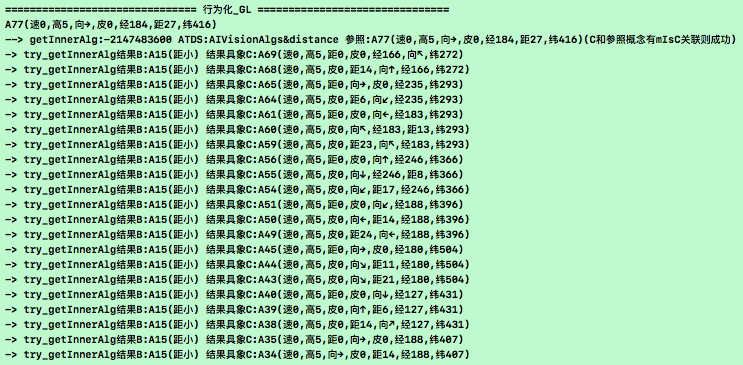 ============================== 行为化_GL ==============================
A77(速0,高5,向→,皮0,经184,距27,纬416)
--> getInnerAlg:-2147483600 ATDS:AIVisionAlgs&distance 参照:A77(速0,高5,向→,皮0,经184,距27,纬416)(C和参照概念有mIsC关联则成功)
-> try_getInnerAlg结果B:A15(距小) 结果具象C:A69(速0,高5,距0,皮0,经166,向↖,纬272)
-> try_getInnerAlg结果B:A15(距小) 结果具象C:A68(速0,高5,皮0,距14,向↑,经166,纬272)
-> try_getInnerAlg结果B:A15(距小) 结果具象C:A65(速0,高5,距0,向→,皮0,经235,纬293)
-> try_getInnerAlg结果B:A15(距小) 结果具象C:A64(速0,高5,皮0,距6,向↙,经235,纬293)
-> try_getInnerAlg结果B:A15(距小) 结果具象C:A61(速0,高5,距0,皮0,向←,经183,纬293)
-> try_getInnerAlg结果B:A15(距小) 结果具象C:A60(速0,高5,皮0,向↖,经183,距13,纬293)
-> try_getInnerAlg结果B:A15(距小) 结果具象C:A59(速0,高5,皮0,距23,向↖,经183,纬293)
-> try_getInnerAlg结果B:A15(距小) 结果具象C:A56(速0,高5,距0,皮0,向↑,经246,纬366)
-> try_getInnerAlg结果B:A15(距小) 结果具象C:A55(速0,高5,皮0,向↓,经246,距8,纬366)
-> try_getInnerAlg结果B:A15(距小) 结果具象C:A54(速0,高5,皮0,向↙,距17,经246,纬366)
-> try_getInnerAlg结果B:A15(距小) 结果具象C:A51(速0,高5,距0,皮0,向↙,经188,纬396)
-> try_getInnerAlg结果B:A15(距小) 结果具象C:A50(速0,高5,皮0,向←,距14,经188,纬396)
-> try_getInnerAlg结果B:A15(距小) 结果具象C:A49(速0,高5,皮0,距24,向←,经188,纬396)
-> try_getInnerAlg结果B:A15(距小) 结果具象C:A45(速0,高5,距0,向→,皮0,经180,纬504)
-> try_getInnerAlg结果B:A15(距小) 结果具象C:A44(速0,高5,皮0,向↘,距11,经180,纬504)
-> try_getInnerAlg结果B:A15(距小) 结果具象C:A43(速0,高5,皮0,向↘,距21,经180,纬504)
-> try_getInnerAlg结果B:A15(距小) 结果具象C:A40(速0,高5,距0,皮0,向↓,经127,纬431)
-> try_getInnerAlg结果B:A15(距小) 结果具象C:A39(速0,高5,皮0,向↑,距6,经127,纬431)
-> try_getInnerAlg结果B:A15(距小) 结果具象C:A38(速0,高5,皮0,距14,向↗,经127,纬431)
-> try_getInnerAlg结果B:A15(距小) 结果具象C:A35(速0,高5,距0,向→,皮0,经188,纬407)
-> try_getInnerAlg结果B:A15(距小) 结果具象C:A34(速0,高5,向→,皮0,距14,经188,纬407)